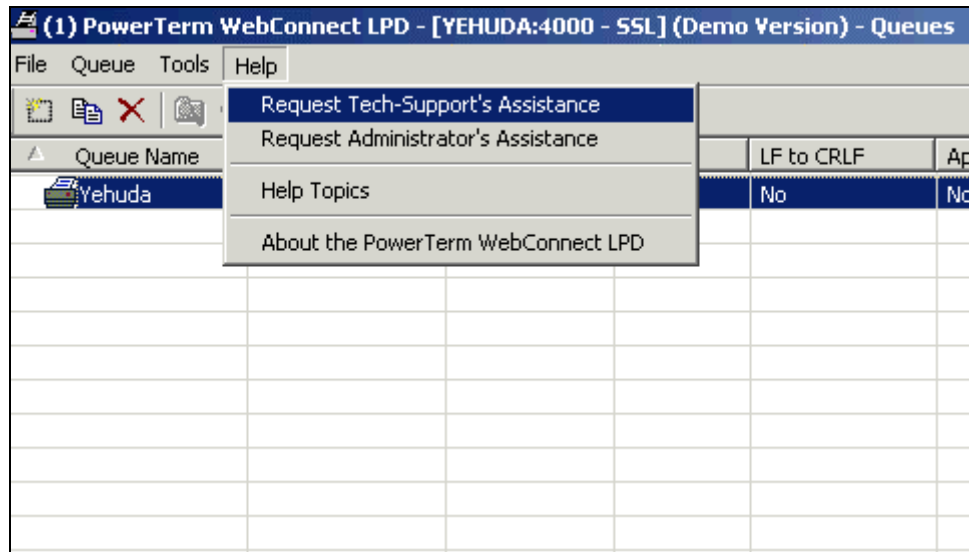 (1) PowerTerm WebConnect LPD - [YEHUDA:4000 - SSL] (Demo Version) - Queues
File Queue Tools Help
Request Tech-Support's Assistance
Request Administrator's Assistance
Help Topics
About the PowerTerm WebConnect LPD
Queue Name LF to CRLF
Yehuda No No